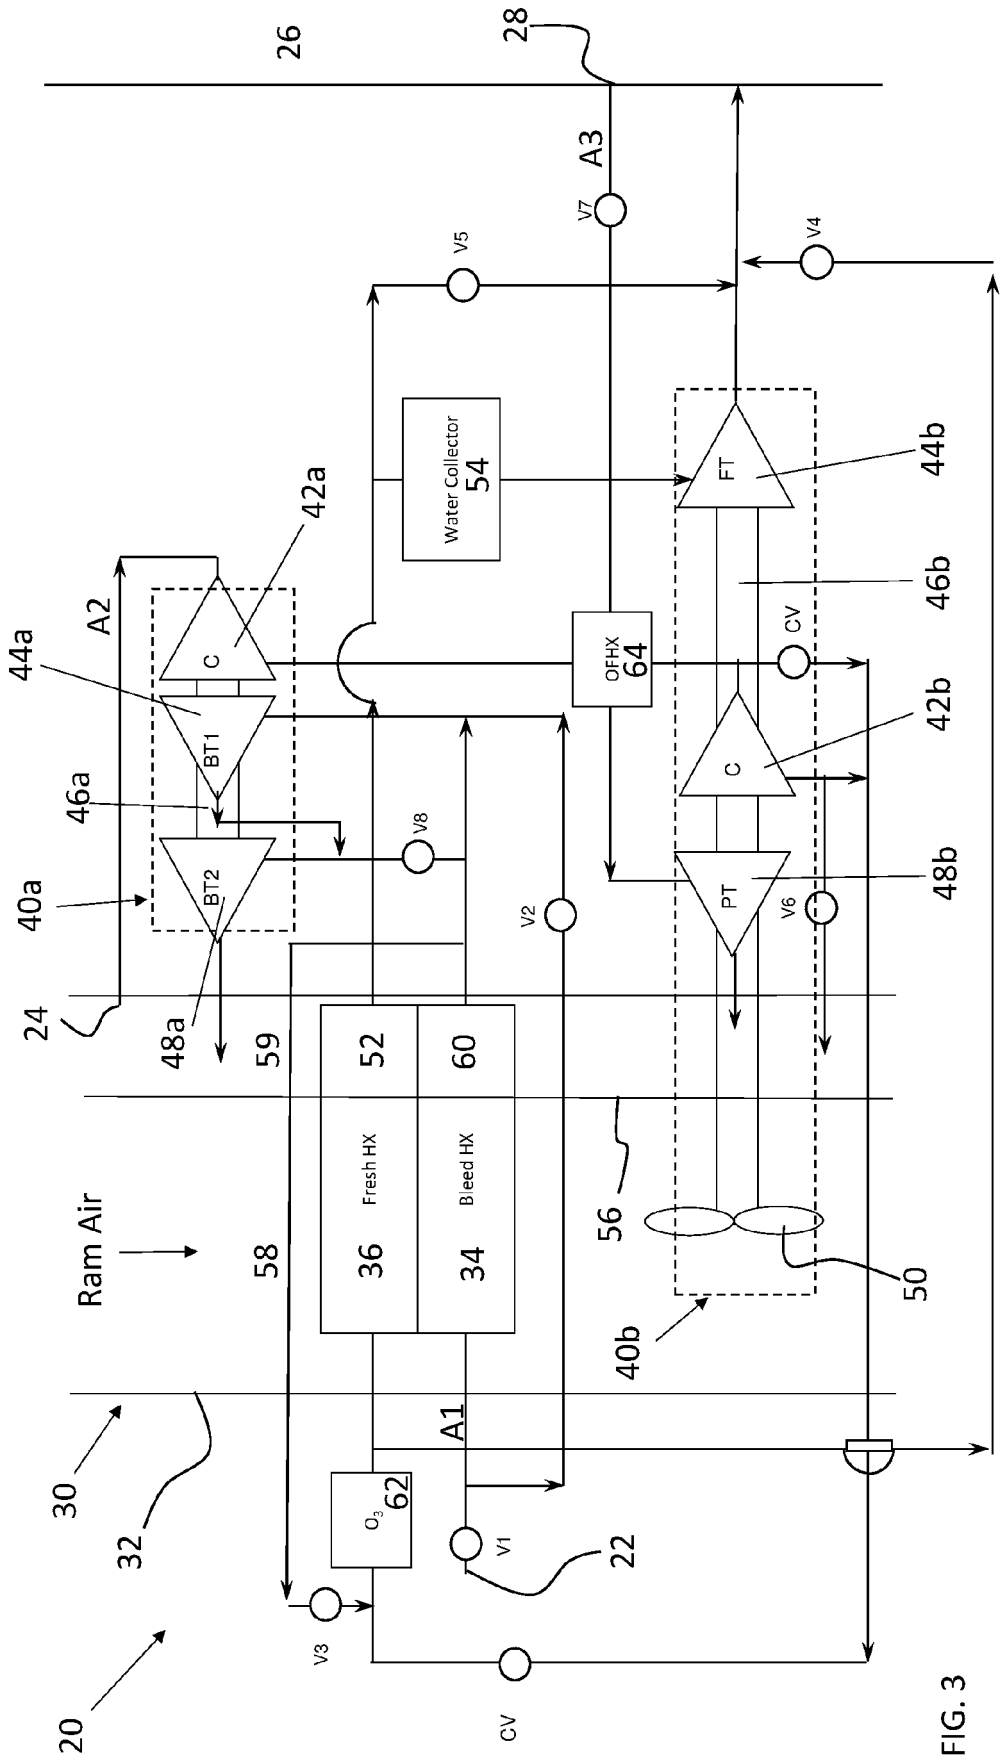 20
30
32
Ram Air
24
40a
A2
48a
BT2
46a
BT1
44a
C
42a
26
28
V3
58
59
O3
62
A1
V1
22
36
Fresh HX
52
34
Bleed HX
60
V8
V2
Water Collector
54
V5
A3
V7
V4
OFHX
64
CV
56
40b
50
PT
48b
V6
C
42b
CV
46b
FT
44b
FIG. 3